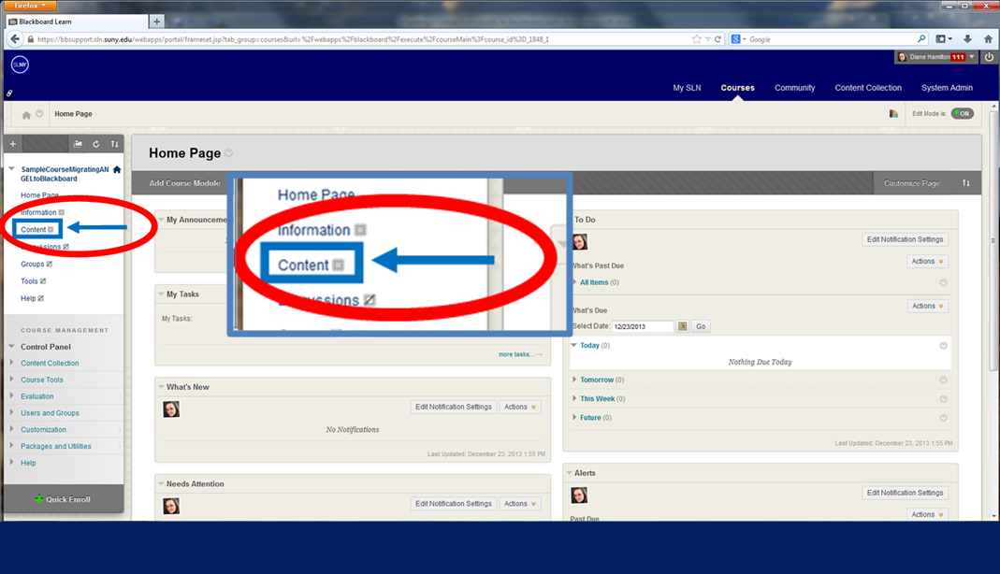 Firefox
Blackboard Learn
https://bbsupport.sln.suny.edu/webapps/portal/frameset.jsp?tab_group=courses&url=%2Fwebapps%2Fblackboard%2Fexecute%2FcourseMain%3Fcourse_id%3D_1848_1
Google
SUNY
Diane Hamilton 111
My SLN Courses Community Content Collection System Admin
Home Page
Edit Mode is: ON
SampleCourseMigratingAN
GELtoBlackboard
Home Page
Information
Content
Groups
Tools
Help
COURSE MANAGEMENT
Control Panel
Content Collection
Course Tools
Evaluation
Users and Groups
Customization
Packages and Utilities
Help
Quick Enroll
Home Page
Add Course Module
Customize Page
My Announceme
My Tasks
My Tasks:
more tasks...
What's New
Edit Notification Settings Actions
No Notifications
Last Updated: December 23, 2013 1:55 PM
Needs Attention
Edit Notification Settings Actions
Home Page
Information
Content
Discussions
To Do
Edit Notification Settings
What's Past Due
Actions
All Items (0)
What's Due
Actions
Select Date: 12/23/2013 Go
Today (0)
Nothing Due Today
Tomorrow (0)
This Week (0)
Future (0)
Last Updated: December 23, 2013 1:55 PM
Alerts
Edit Notification Settings
Past Due
Actions